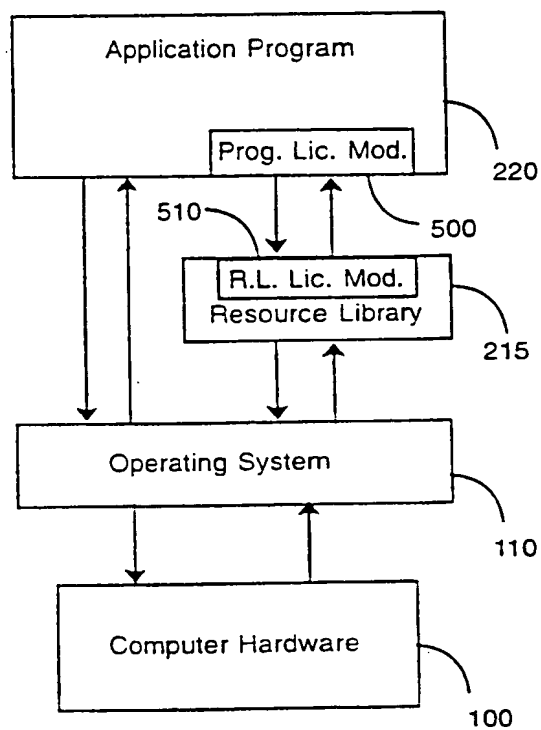 Application Program
Prog. Lic. Mod.
220
500
510
R.L. Lic. Mod.
Resource Library
215
Operating System
110
Computer Hardware
100